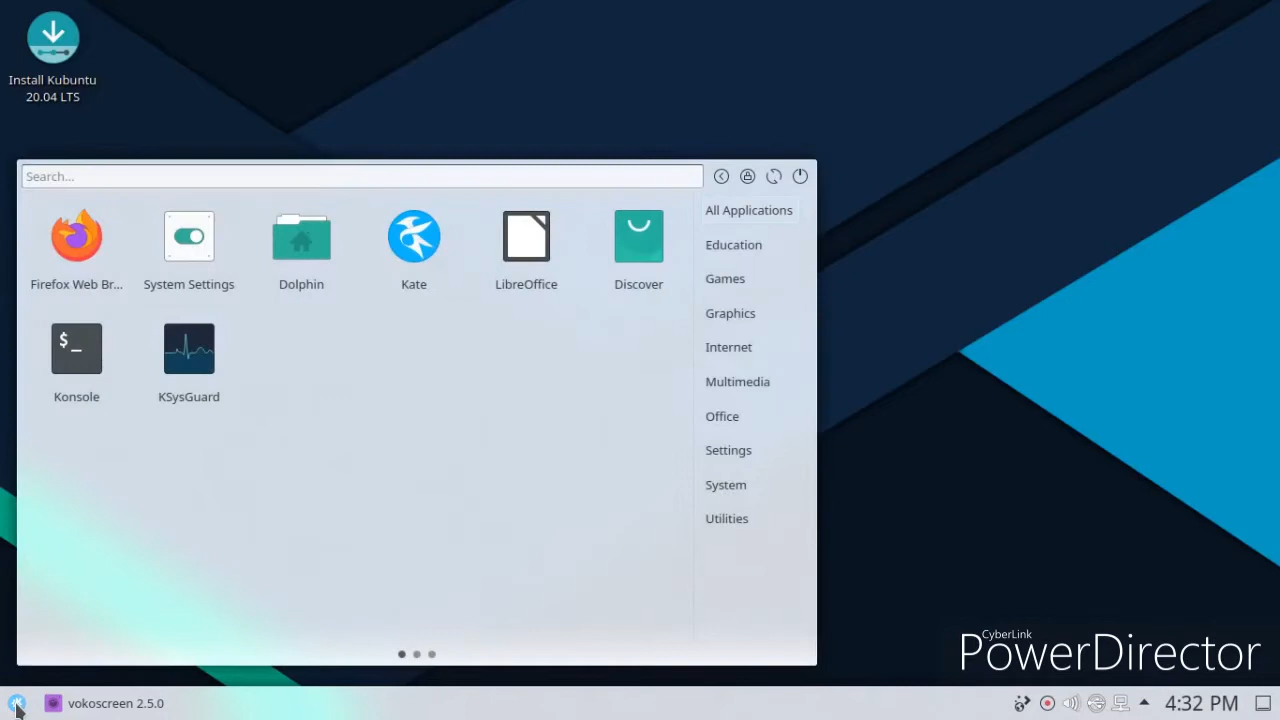 Install Kubuntu
20.04 LTS
Search...
Firefox Web Br...
System Settings
Dolphin
Kate
LibreOffice
Discover
$_
Konsole
KSysGuard
All Applications
Education
Games
Graphics
Internet
Multimedia
Office
Settings
System
Utilities
CyberLink
PowerDirector
vokoscreen 2.5.0
4:32 PM